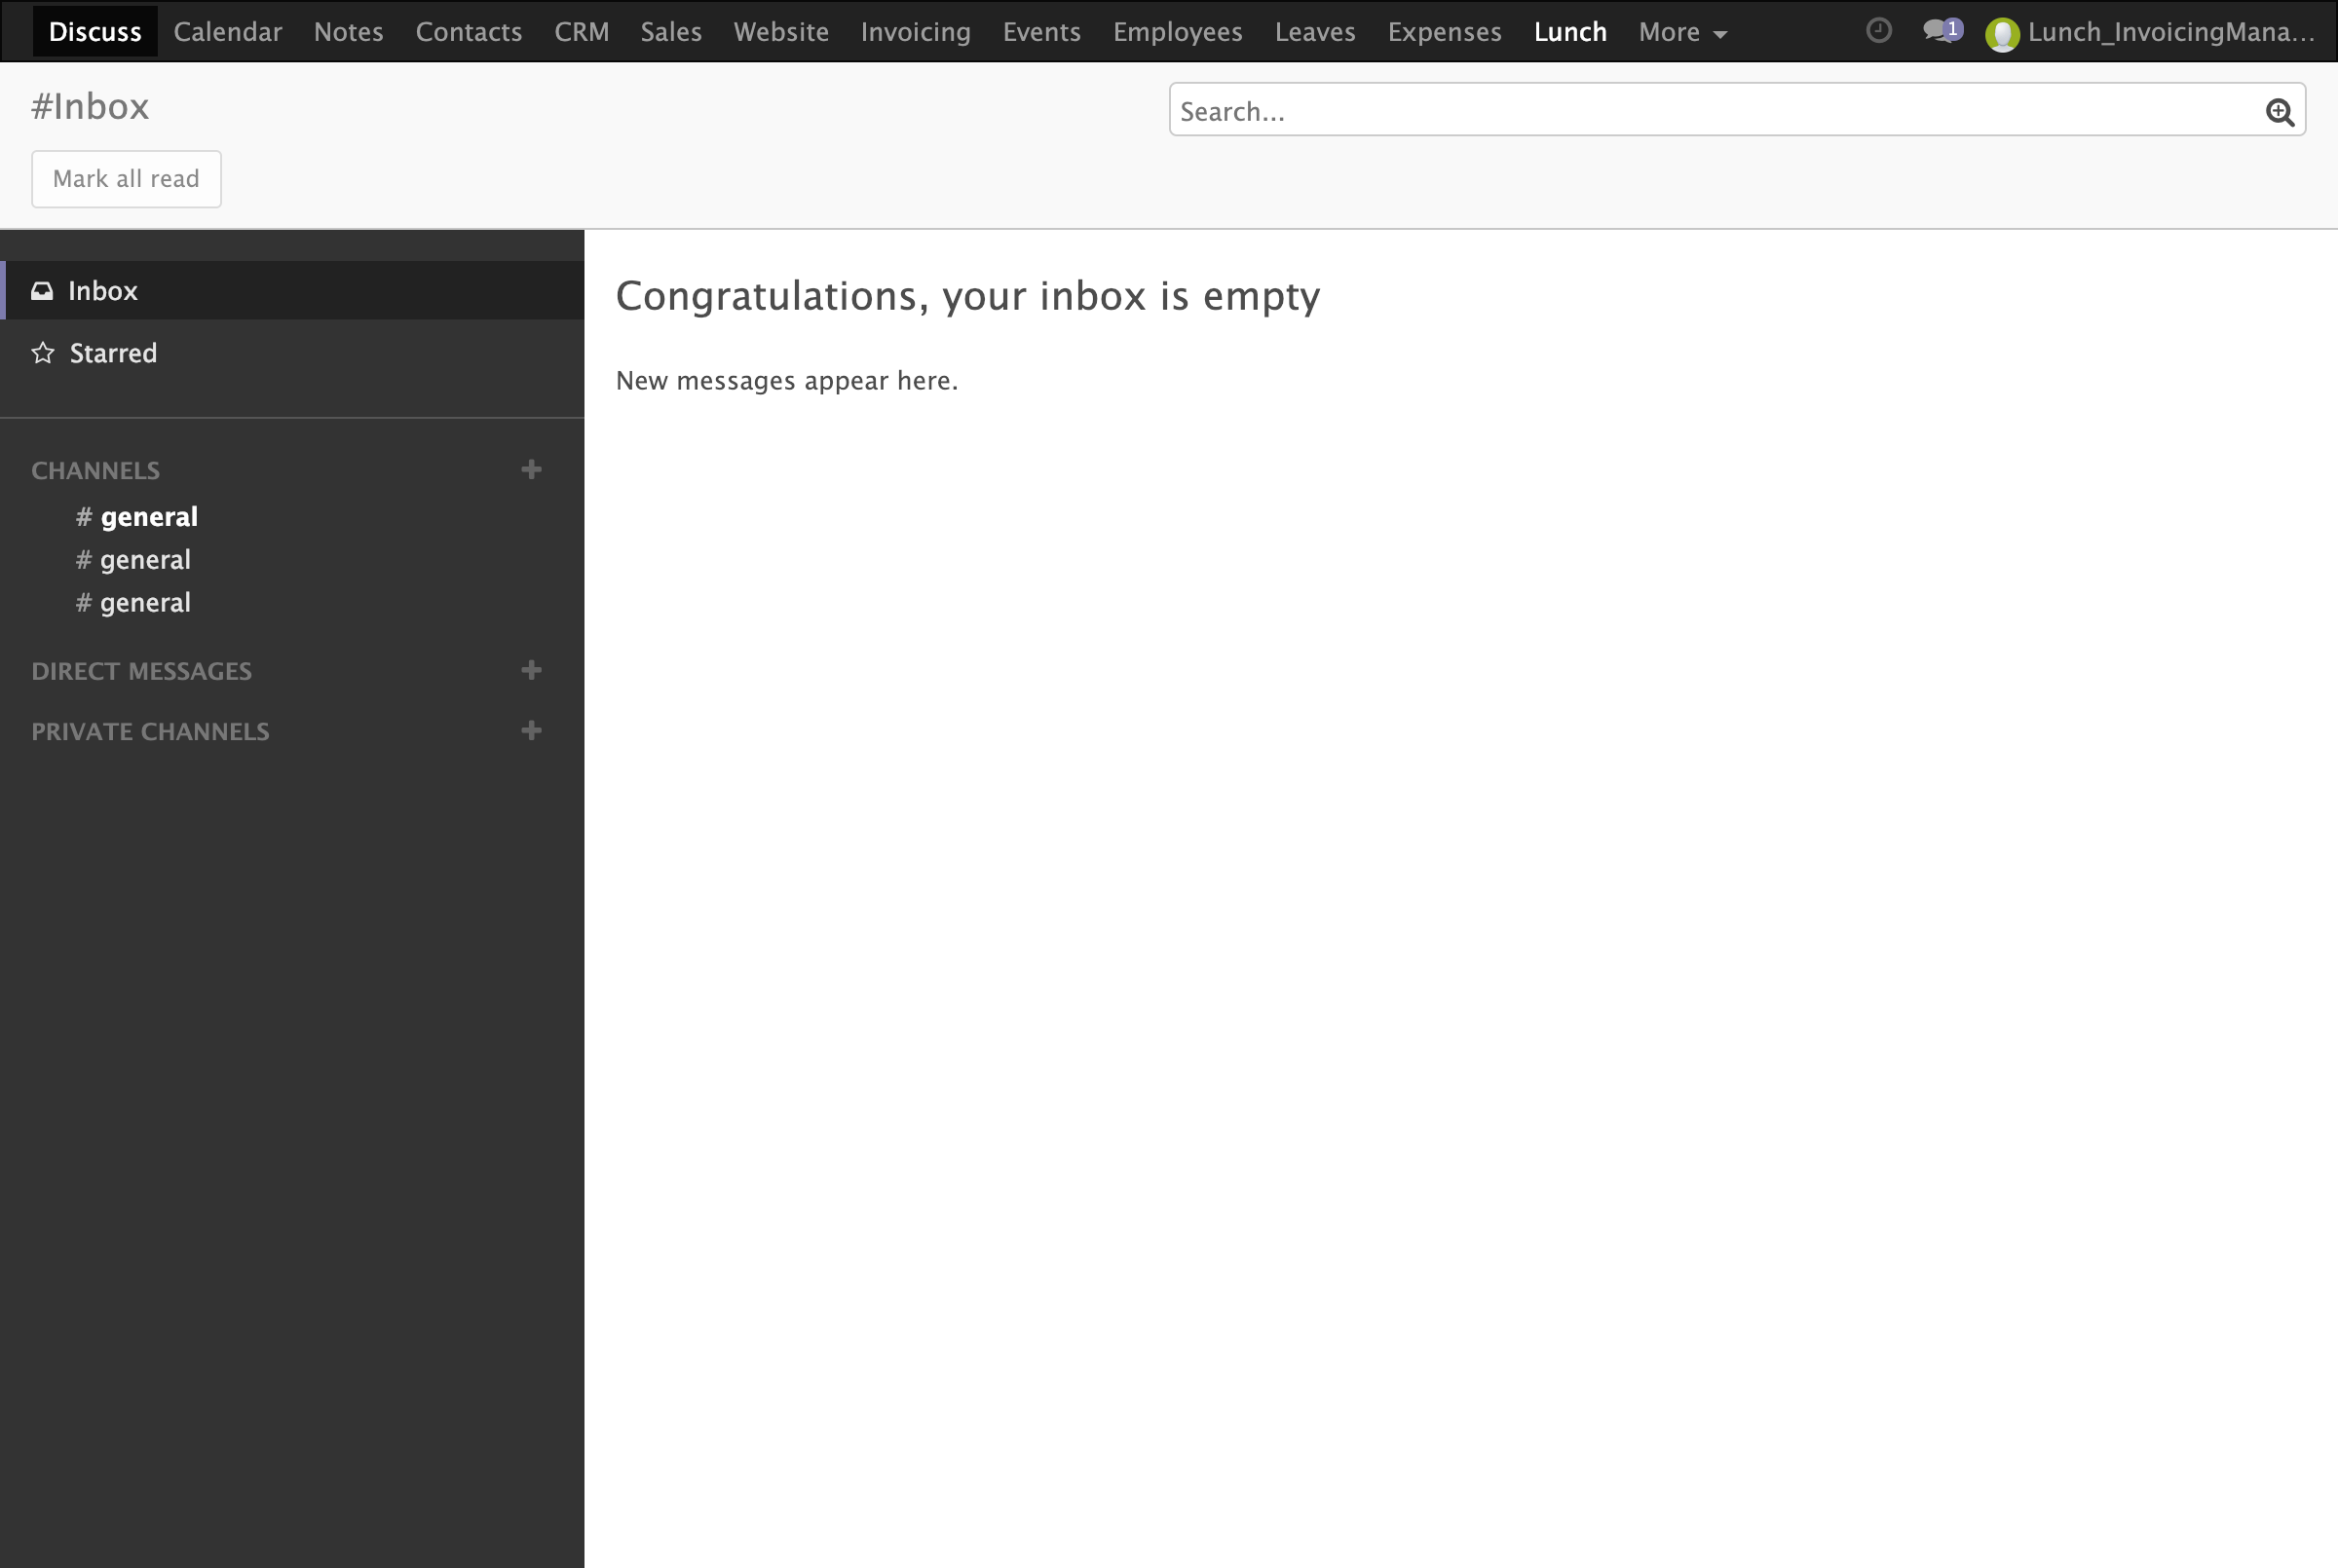 Discuss Calendar Notes Contacts CRM Sales Website Invoicing Events Employees Leaves Expenses Lunch More 1 Lunch_InvoicingMana...
#Inbox
Search...
Mark all read
Inbox
Starred
CHANNELS
# general
# general
# general
DIRECT MESSAGES
PRIVATE CHANNELS
Congratulations, your inbox is empty
New messages appear here.